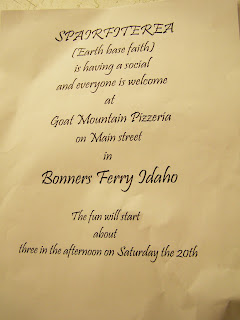 SPAIRFITEREA
(Earth base faith)
is having a social
and everyone is welcome
at
Goat Mountain Pizzeria
on Main street
in
Bonners Ferry Idaho
The fun will start
about
three in the afternoon on Saturday the 20th